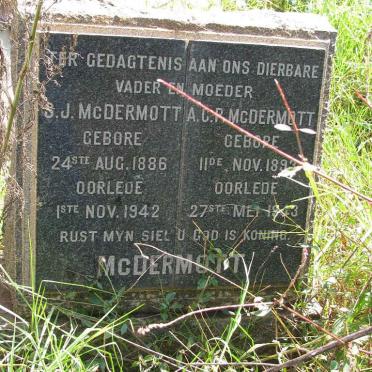 TER GEDAGTENIS AAN ONS DIERBARE
VADER EN MOEDER
S.J. McDERMOTT A.C.P. McDERMOTT
GEBORE GEBORE
24STE AUG. 1886 11DE NOV.
OORLEDE OORLEDE
1STE NOV. 1942 27STE MEI
RUST MYN SIEL U GOD IS KONING.
McDERMOTT